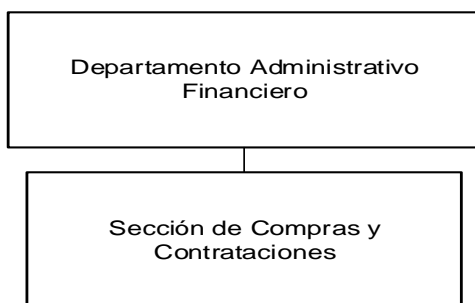 Departamento Administrativo
Financiero
Sección de Compras y
Contrataciones